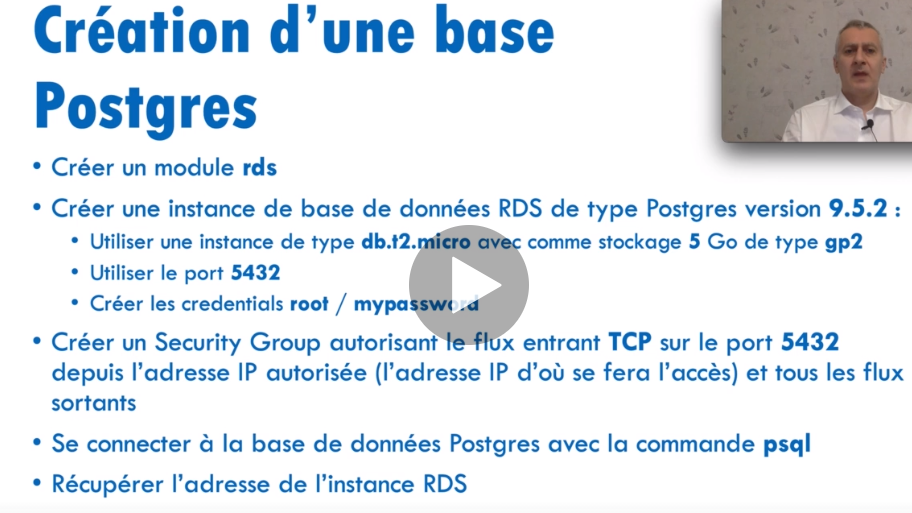 Création d’une base
Postgres
• Créer un module rds
• Créer une instance de base de données RDS de type Postgres version 9.5.2 :
• Utiliser une instance de type db.t2.micro avec comme stockage 5 Go de type gp2
• Utiliser le port 5432
• Créer les credentials root / mypassword
• Créer un Security Group autorisant le flux entrant TCP sur le port 5432
depuis l’adresse IP autorisée (l’adresse IP d’où se fera l’accès) et tous les flux
sortants
• Se connecter à la base de données Postgres avec la commande psql
• Récupérer l’adresse de l’instance RDS